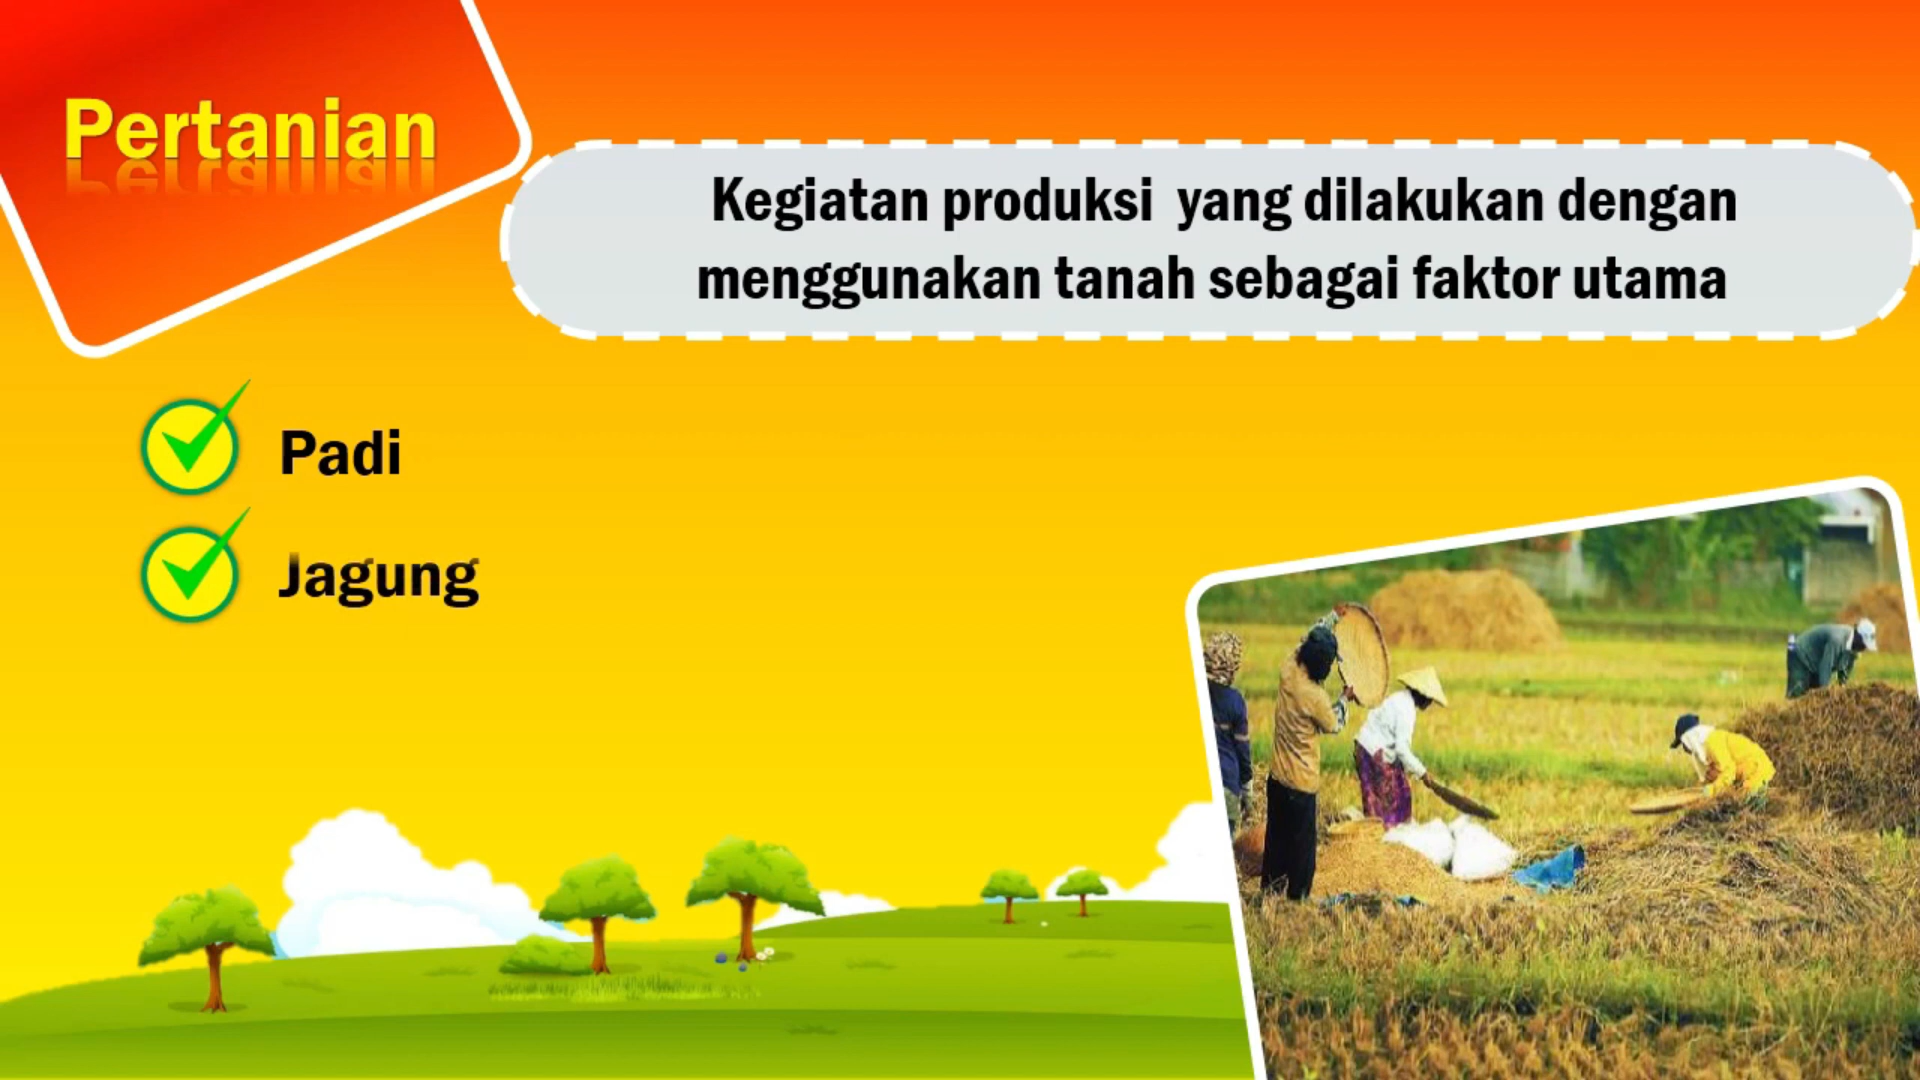 Pertanian
Kegiatan produksi yang dilakukan dengan
menggunakan tanah sebagai faktor utama
Padi
Jagung